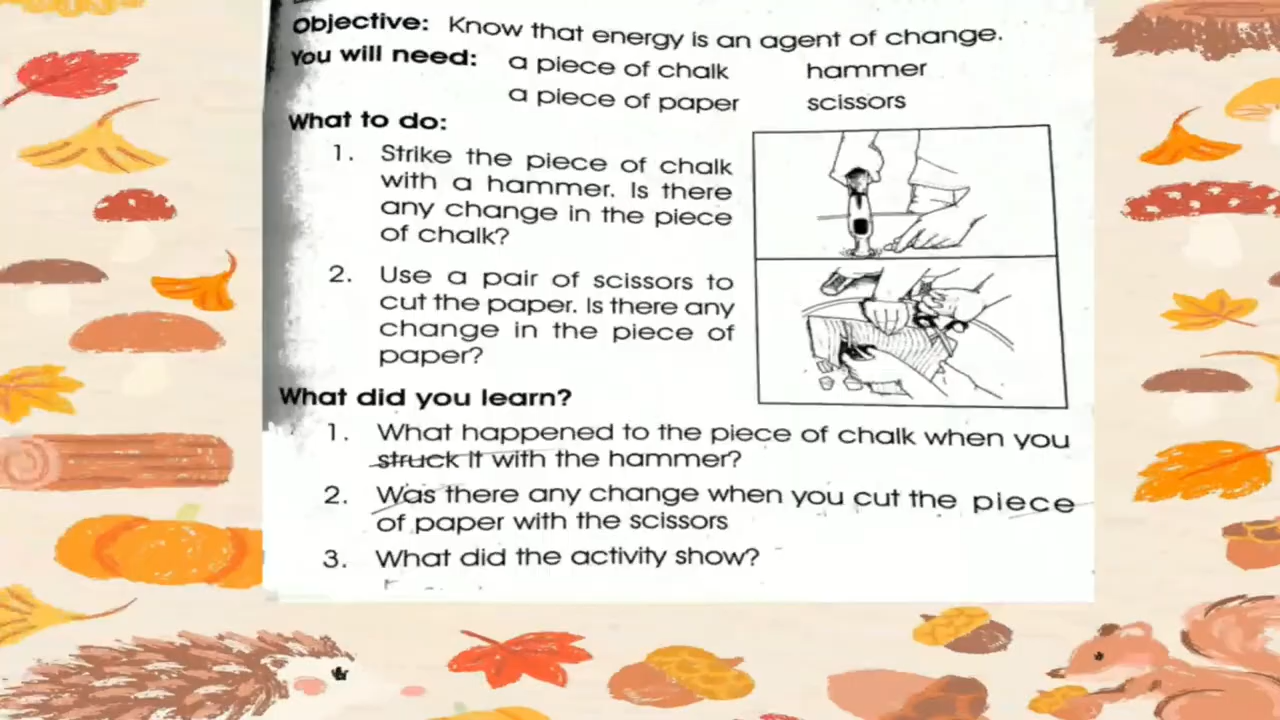 Objective: Know that energy is an agent of change.
You will need: a piece of chalk hammer
a piece of paper scissors
What to do:
1. Strike the piece of chalk
with a hammer. Is there
any change in the piece
of chalk?
2. Use a pair of scissors to
cut the paper. Is there any
change in the piece of
paper?
What did you learn?
1. What happened to the piece of chalk when you
struck it with the hammer?
2. Was there any change when you cut the piece
of paper with the scissors
3. What did the activity show?